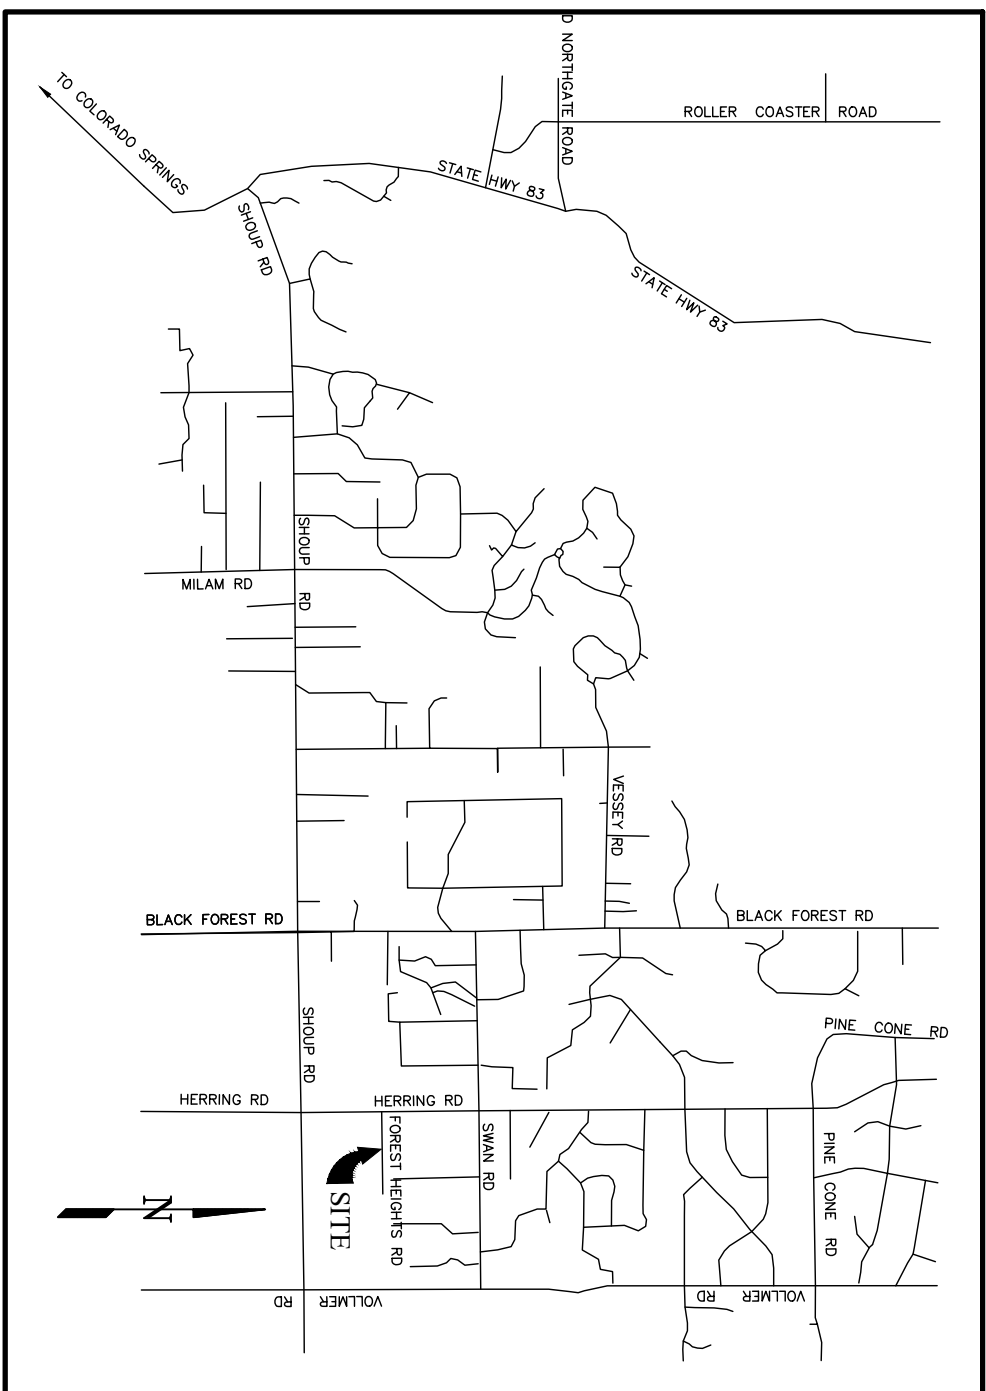 D NORTHGATE ROAD
ROLLER COASTER ROAD
TO COLORADO SPRINGS
STATE HWY 83
SHOUP RD
STATE HWY 83
SHOUP RD
MILAM RD
VESSEY RD
BLACK FOREST RD
BLACK FOREST RD
SHOUP RD
PINE CONE RD
HERRING RD
HERRING RD
FOREST HEIGHTS RD
SWAN RD
PINE CONE RD
SITE
N
VOLLMER RD
VOLLMER RD